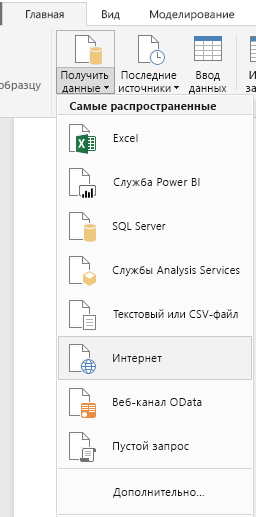 Главная Вид Моделирование
Получить данные Последние источники Ввод данных
образцу
Самые распространенные
Excel
Служба Power BI
SQL Server
Службы Analysis Services
Текстовый или CSV-файл
Интернет
Веб-канал OData
Пустой запрос
Дополнительно...